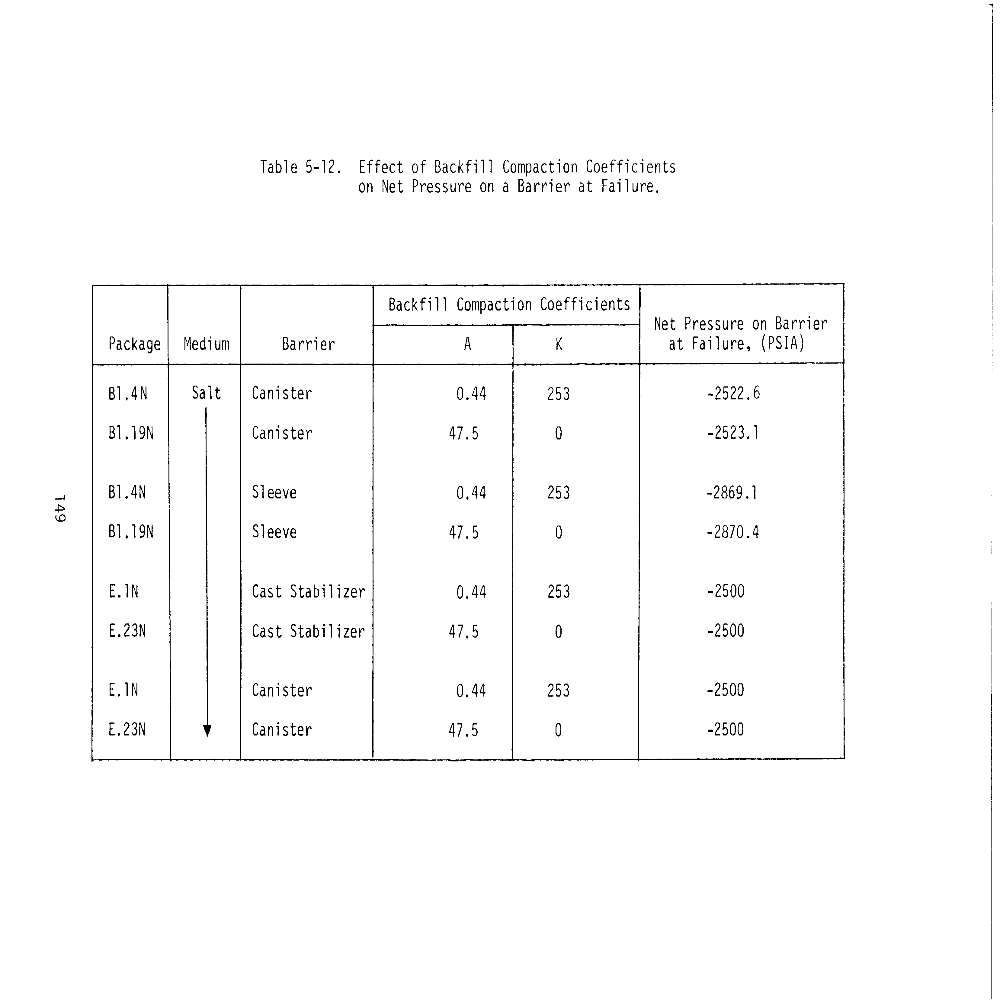 Table 5-12. Effect of Backfill Compaction Coefficients
on Net Pressure on a Barrier at Failure.
Backfill Compaction Coefficients
Net Pressure on Barrier
at Failure, (PSIA)
Package Medium Barrier A K
B1.4N Salt Canister 0.44 253 -2522.6
B1.19N Canister 47.5 0 -2523.1
B1.4N Sleeve 0.44 253 -2869.1
B1.19N Sleeve 47.5 0 -2870.4
E.1N Cast Stabilizer 0.44 253 -2500
E.23N Cast Stabilizer 47.5 0 -2500
E.1N Canister 0.44 253 -2500
E.23N Canister 47.5 0 -2500
149